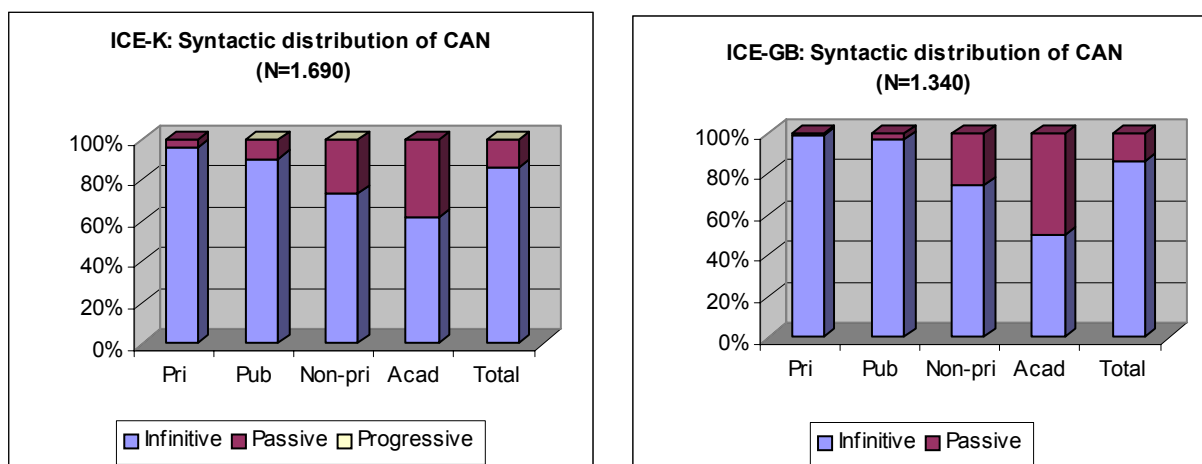 ICE-K: Syntactic distribution of CAN
(N=1.690)
100%
80%
60%
40%
20%
0%
Pri Pub Non-pri Acad Total
Infinitive Passive Progressive
ICE-GB: Syntactic distribution of CAN
(N=1.340)
100%
80%
60%
40%
20%
0%
Pri Pub Non-pri Acad Total
Infinitive Passive